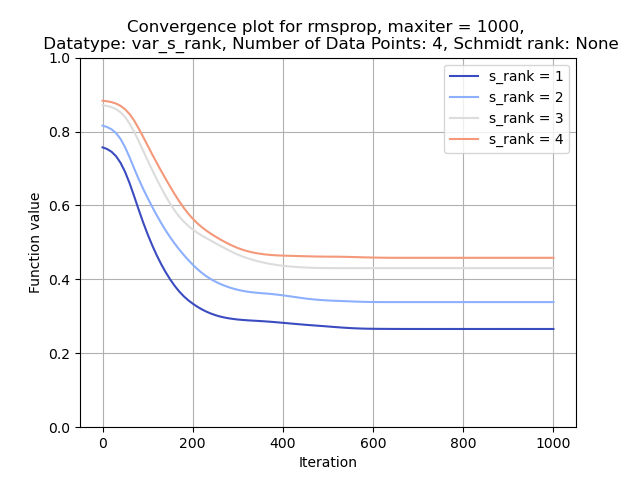 Convergence plot for rmsprop, maxiter = 1000,
Datatype: var_s_rank, Number of Data Points: 4, Schmidt rank: None
1.0
0.8
0.6
0.4
0.2
0.0
Function value
s_rank = 1
s_rank = 2
s_rank = 3
s_rank = 4
0 200 400 600 800 1000
Iteration